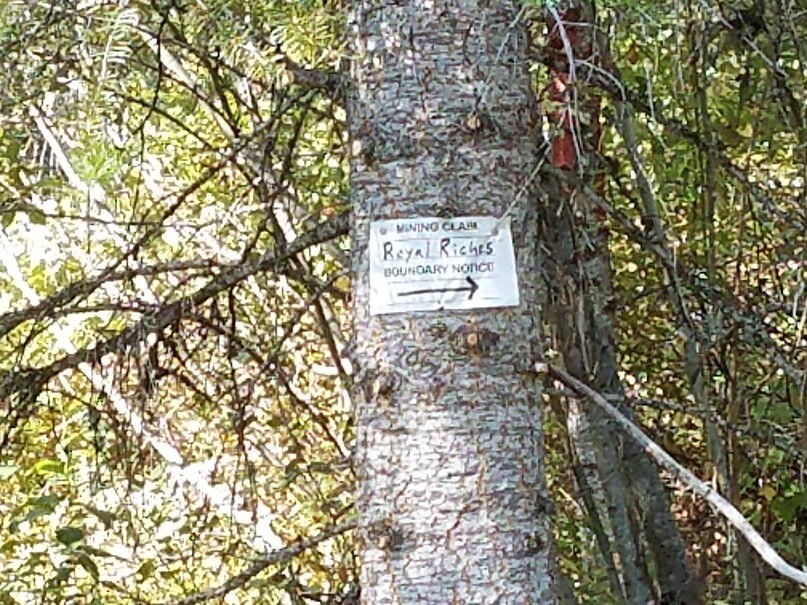 MINING CLAIM
Royal Riches
BOUNDARY NOTICE